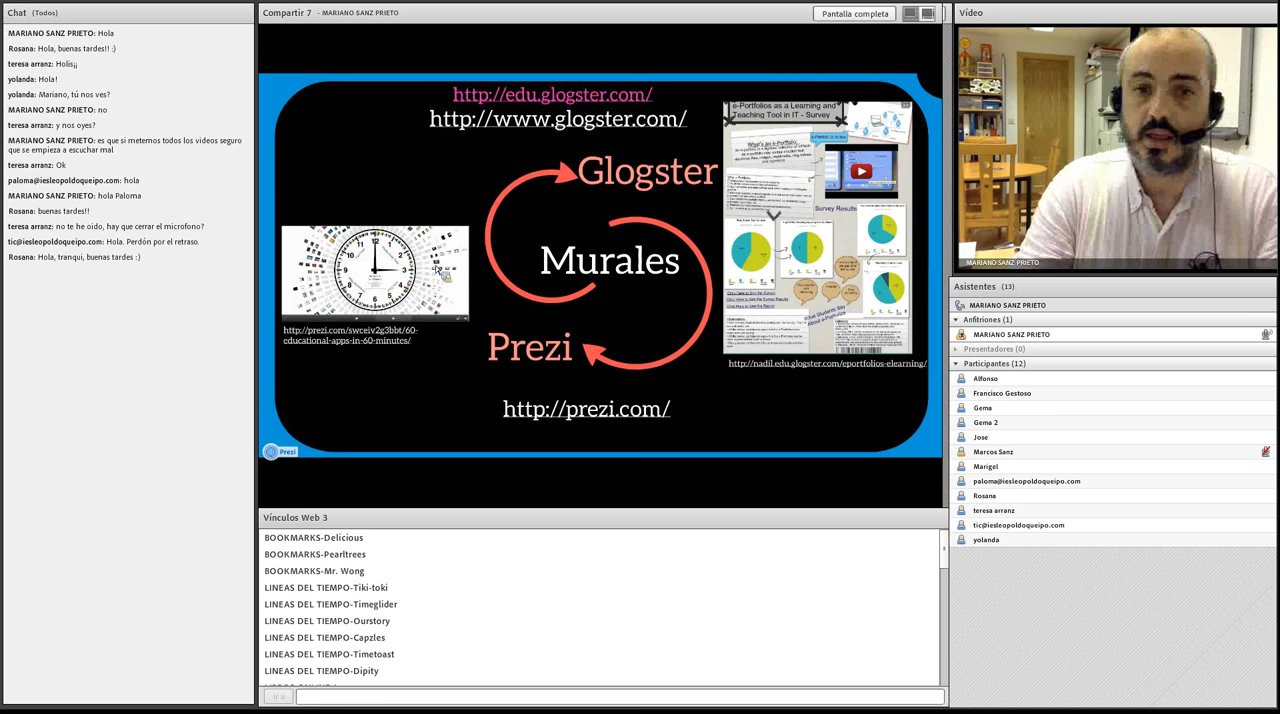 Chat (Todos)
MARIANO SANZ PRIETO: Hola
Rosana: Hola, buenas tardes!! :)
teresa arranz: Holis¡¡
yolanda: Hola!
yolanda: Mariano, tú nos ves?
MARIANO SANZ PRIETO: no
teresa arranz: y nos oyes?
MARIANO SANZ PRIETO: es que si metemos todos los videos seguro
que se empieza a escuchar mal
teresa arranz: Ok
paloma@iesleopoldoqueipo.com: hola
MARIANO SANZ PRIETO: hola Paloma
Rosana: buenas tardes!!
teresa arranz: no te he oido, hay que cerrar el microfono?
tic@iesleopoldoqueipo.com: Hola. Perdón por el retraso.
Rosana: Hola, tranqui, buenas tardes :)
Compartir 7 - MARIANO SANZ PRIETO
Pantalla completa
http://edu.glogster.com/
http://www.glogster.com/
Glogster
Murales
Prezi
http://prezi.com/
http://prezi.com/swceiv2g3bbt/60-
educational-apps-in-60-minutes/
e-Portfolios as a Learning and
Teaching Tool in IT - Survey
What's an e-Portfolio?
Survey Results
What Students Say
About e-Portfolios
http://nadil.edu.glogster.com/eportfolios-elearning/
Prezi
Vínculos Web 3
BOOKMARKS-Delicious
BOOKMARKS-Pearltrees
BOOKMARKS-Mr. Wong
LINEAS DEL TIEMPO-Tiki-toki
LINEAS DEL TIEMPO-Timeglider
LINEAS DEL TIEMPO-Ourstory
LINEAS DEL TIEMPO-Capzles
LINEAS DEL TIEMPO-Timetoast
LINEAS DEL TIEMPO-Dipity
Ir a
Vídeo
MARIANO SANZ PRIETO
Asistentes (13)
MARIANO SANZ PRIETO
Anfitriones (1)
MARIANO SANZ PRIETO
Presentadores (0)
Participantes (12)
Alfonso
Francisco Gestoso
Gema
Gema 2
Jose
Marcos Sanz
Marigel
paloma@iesleopoldoqueipo.com
Rosana
teresa arranz
tic@iesleopoldoqueipo.com
yolanda